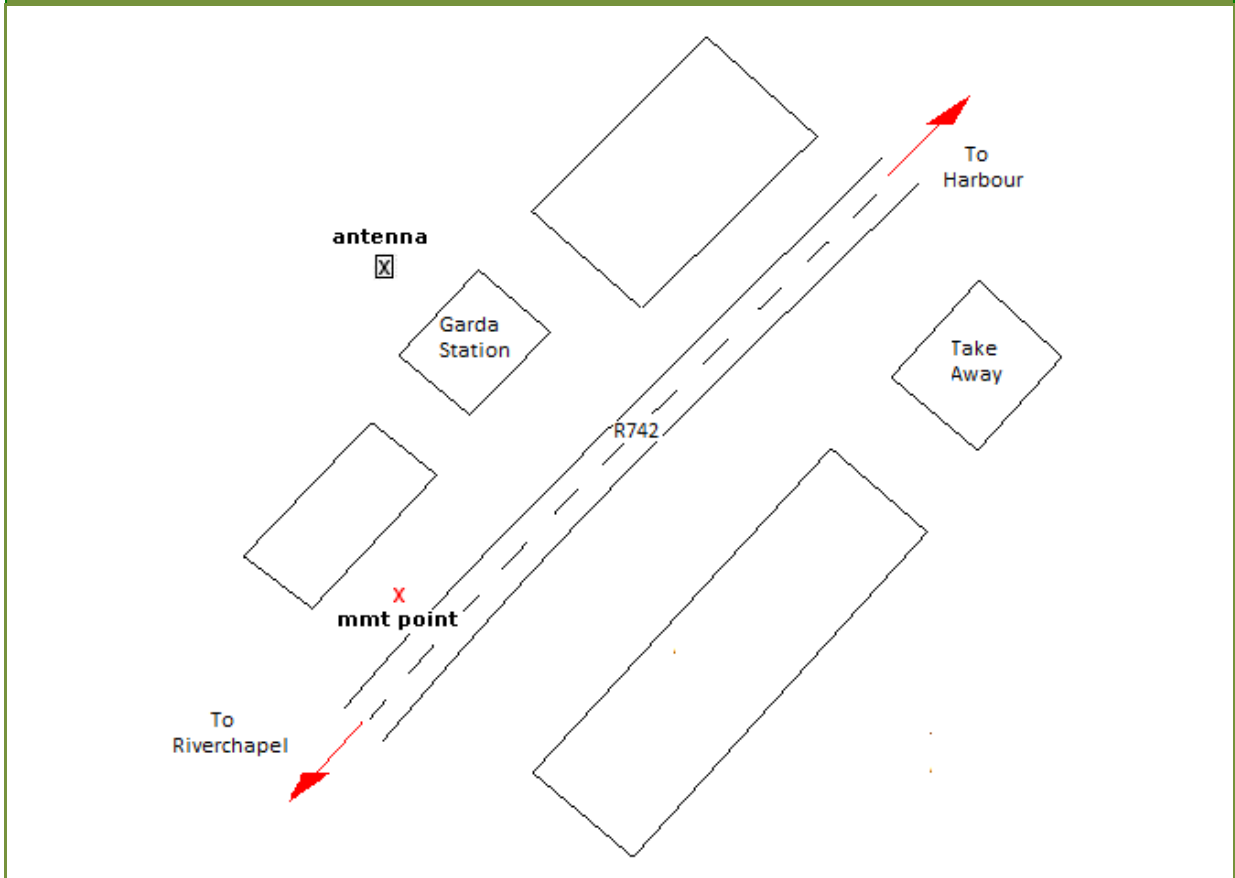 To
Harbour
antenna
X
Garda
Station
Take
Away
R742
X
mmt point
To
Riverchapel